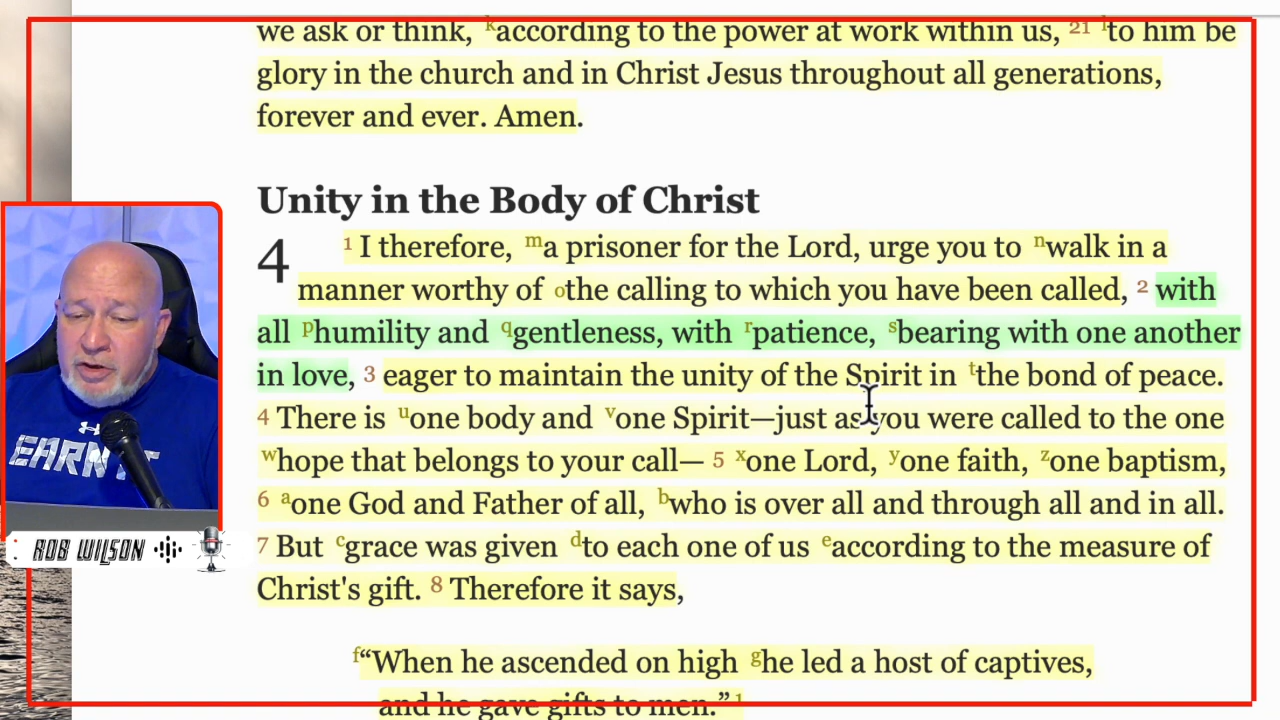 we ask or think, kaccording to the power at work within us, 21 lto him be
glory in the church and in Christ Jesus throughout all generations,
forever and ever. Amen.
Unity in the Body of Christ
4 1 I therefore, ma prisoner for the Lord, urge you to nwalk in a
manner worthy of othe calling to which you have been called, 2 with
all phumility and qgentleness, with rpatience, sbearing with one another
in love, 3 eager to maintain the unity of the Spirit in tthe bond of peace.
4 There is uone body and vone Spirit—just as you were called to the one
whope that belongs to your call— 5 xone Lord, yone faith, zone baptism,
6 aone God and Father of all, bwho is over all and through all and in all.
7 But cgrace was given dto each one of us eaccording to the measure of
Christ's gift. 8 Therefore it says,
f“When he ascended on high ghe led a host of captives,
and he gave gifts to men.” 1
EARN IT
ROB WILSON